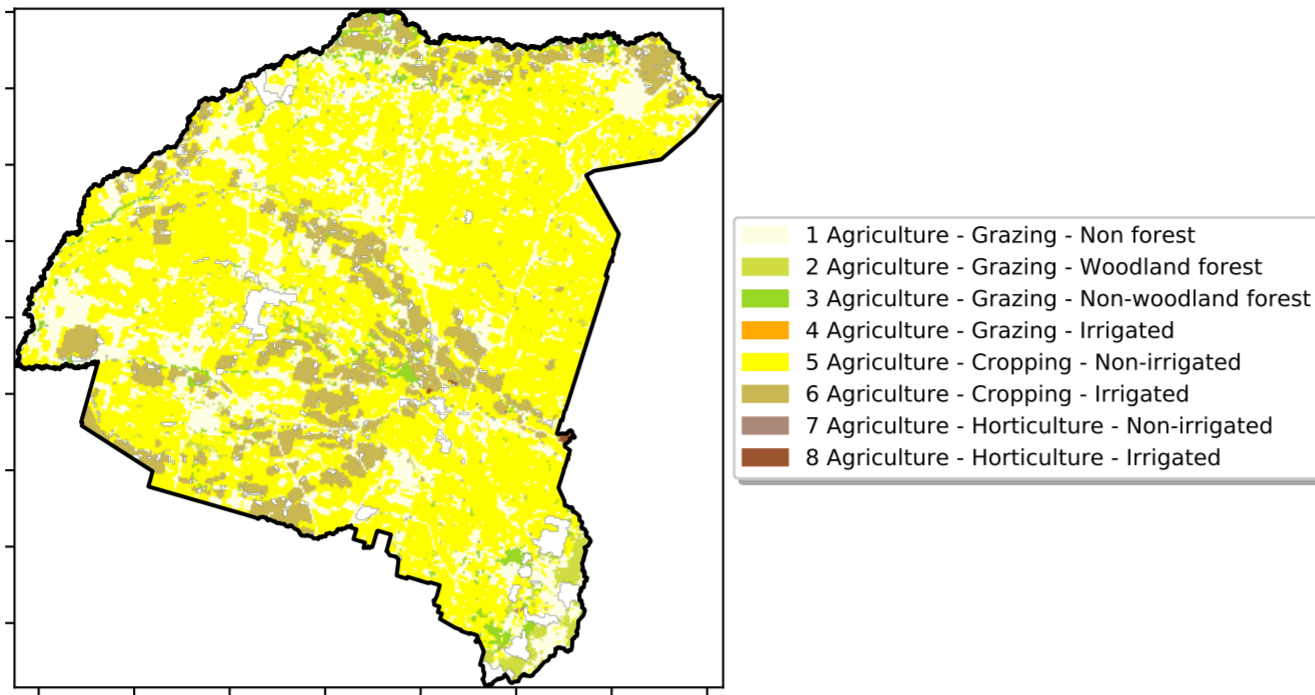 1 Agriculture - Grazing - Non forest
2 Agriculture - Grazing - Woodland forest
3 Agriculture - Grazing - Non-woodland forest
4 Agriculture - Grazing - Irrigated
5 Agriculture - Cropping - Non-irrigated
6 Agriculture - Cropping - Irrigated
7 Agriculture - Horticulture - Non-irrigated
8 Agriculture - Horticulture - Irrigated